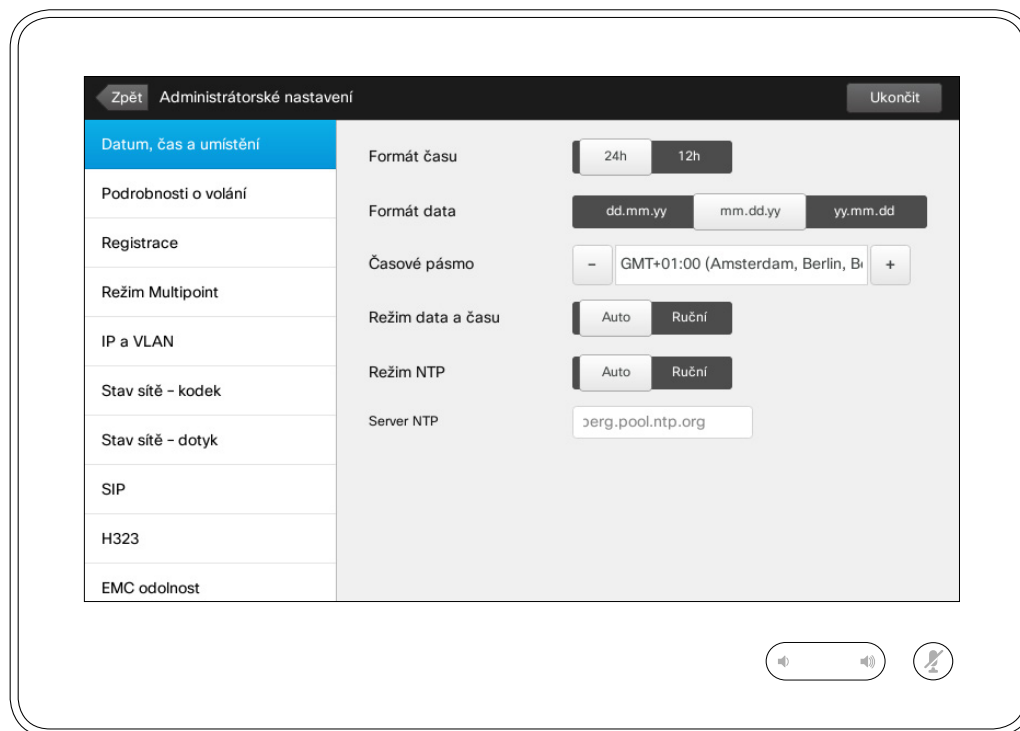 Zpět Administrátorské nastavení Ukončit
Datum, čas a umístění
Podrobnosti o volání
Registrace
Režim Multipoint
IP a VLAN
Stav sítě – kodek
Stav sítě – dotyk
SIP
H323
EMC odolnost
Formát času 24h 12h
Formát data dd.mm.yy mm.dd.yy yy.mm.dd
Časové pásmo – GMT+01:00 (Amsterdam, Berlin, +
Režim data a času Auto Ruční
Režim NTP Auto Ruční
Server NTP berg.pool.ntp.org